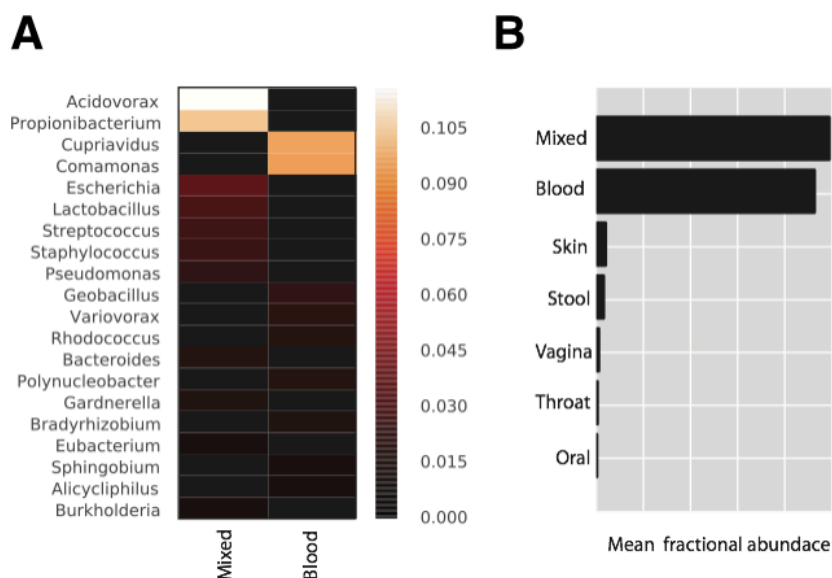 A
Acidovorax
Propionibacterium
Cupriavidus
Comamonas
Escherichia
Lactobacillus
Streptococcus
Staphylococcus
Pseudomonas
Geobacillus
Variovorax
Rhodococcus
Bacteroides
Polynucleobacter
Gardnerella
Bradyrhizobium
Eubacterium
Sphingobium
Alicycliphilus
Burkholderia
Mixed
Blood
0.105
0.090
0.075
0.060
0.045
0.030
0.015
0.000
B
Mixed
Blood
Skin
Stool
Vagina
Throat
Oral
Mean fractional abundace